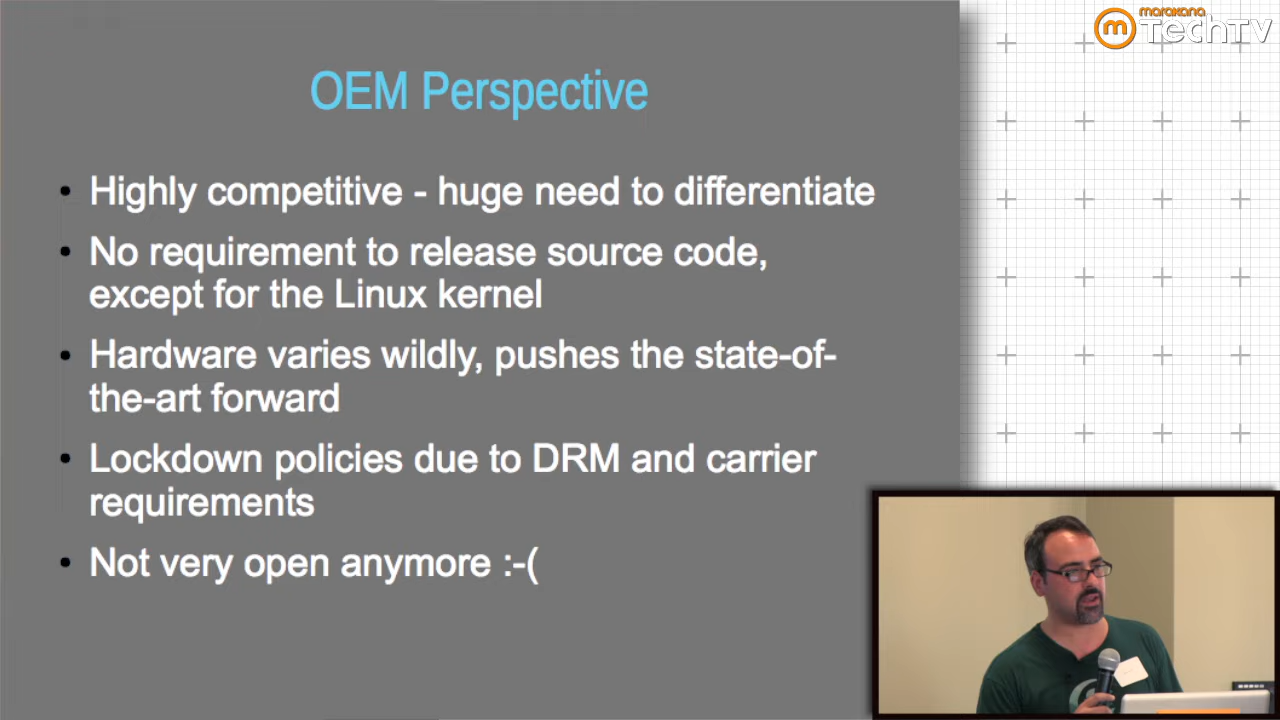 marakana
m TechTV
OEM Perspective
• Highly competitive - huge need to differentiate
• No requirement to release source code,
except for the Linux kernel
• Hardware varies wildly, pushes the state-of-
the-art forward
• Lockdown policies due to DRM and carrier
requirements
• Not very open anymore :-(